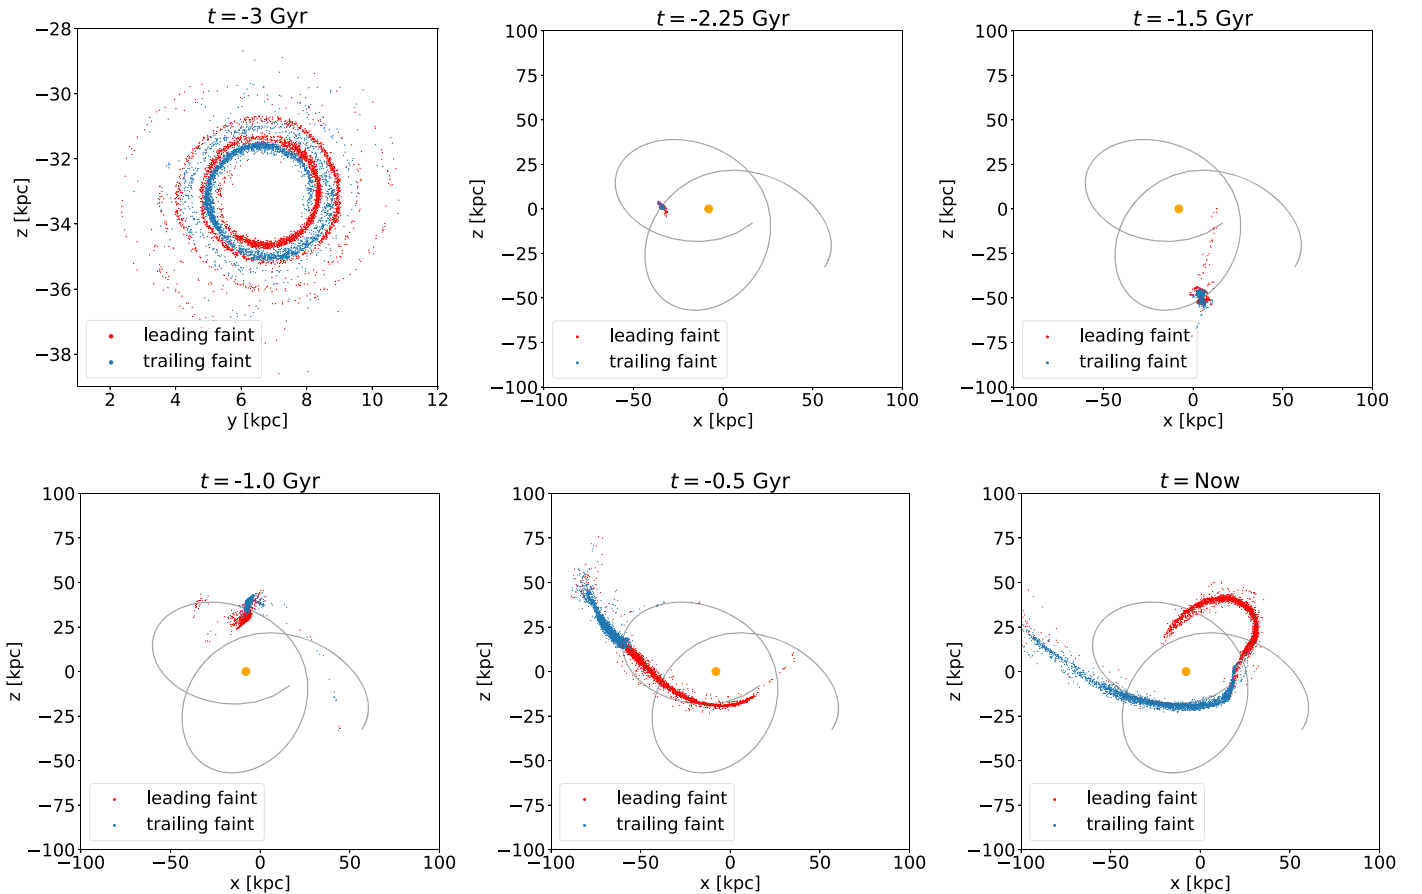 t = -3 Gyr
−28
−30
−32
−34
−36
−38
z [kpc]
2 4 6 8 10 12
y [kpc]
leading faint
trailing faint
t = -2.25 Gyr
100
75
50
25
0
−25
−50
−75
−100
z [kpc]
−100 −50 0 50 100
x [kpc]
leading faint
trailing faint
t = -1.5 Gyr
100
75
50
25
0
−25
−50
−75
−100
z [kpc]
−100 −50 0 50 100
x [kpc]
leading faint
trailing faint
t = -1.0 Gyr
100
75
50
25
0
−25
−50
−75
−100
z [kpc]
−100 −50 0 50 100
x [kpc]
leading faint
trailing faint
t = -0.5 Gyr
100
75
50
25
0
−25
−50
−75
−100
z [kpc]
−100 −50 0 50 100
x [kpc]
leading faint
trailing faint
t = Now
100
75
50
25
0
−25
−50
−75
−100
z [kpc]
−100 −50 0 50 100
x [kpc]
leading faint
trailing faint